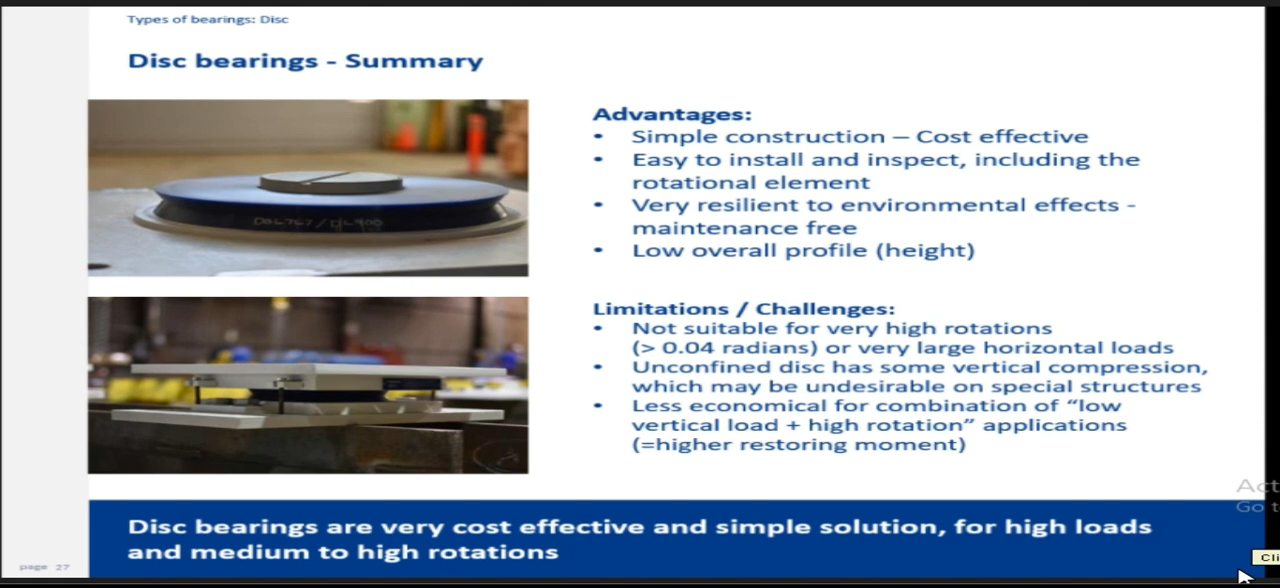 Types of bearings: Disc
Disc bearings - Summary
Advantages:
• Simple construction – Cost effective
• Easy to install and inspect, including the
rotational element
• Very resilient to environmental effects -
maintenance free
• Low overall profile (height)
Limitations / Challenges:
• Not suitable for very high rotations
(> 0.04 radians) or very large horizontal loads
• Unconfined disc has some vertical compression,
which may be undesirable on special structures
• Less economical for combination of “low
vertical load + high rotation” applications
(=higher restoring moment)
Disc bearings are very cost effective and simple solution, for high loads
and medium to high rotations
page 27
Act
Go t
Cli